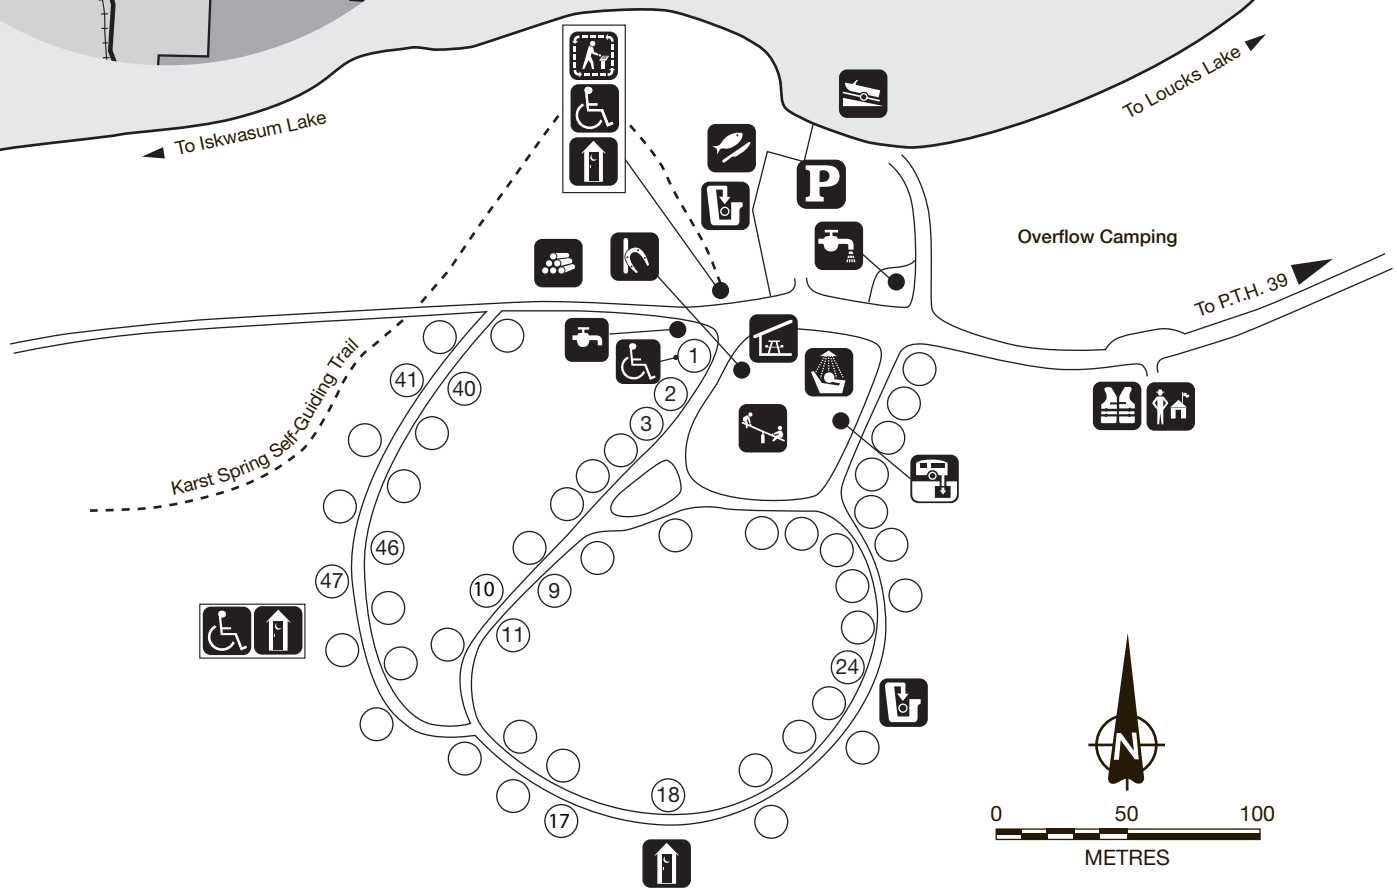 To Iskwasum Lake
To Loucks Lake
P
Overflow Camping
To P.T.H. 39
Karst Spring Self-Guiding Trail
1
2
3
41
40
46
47
10
9
11
24
18
17
N
0 50 100
METRES